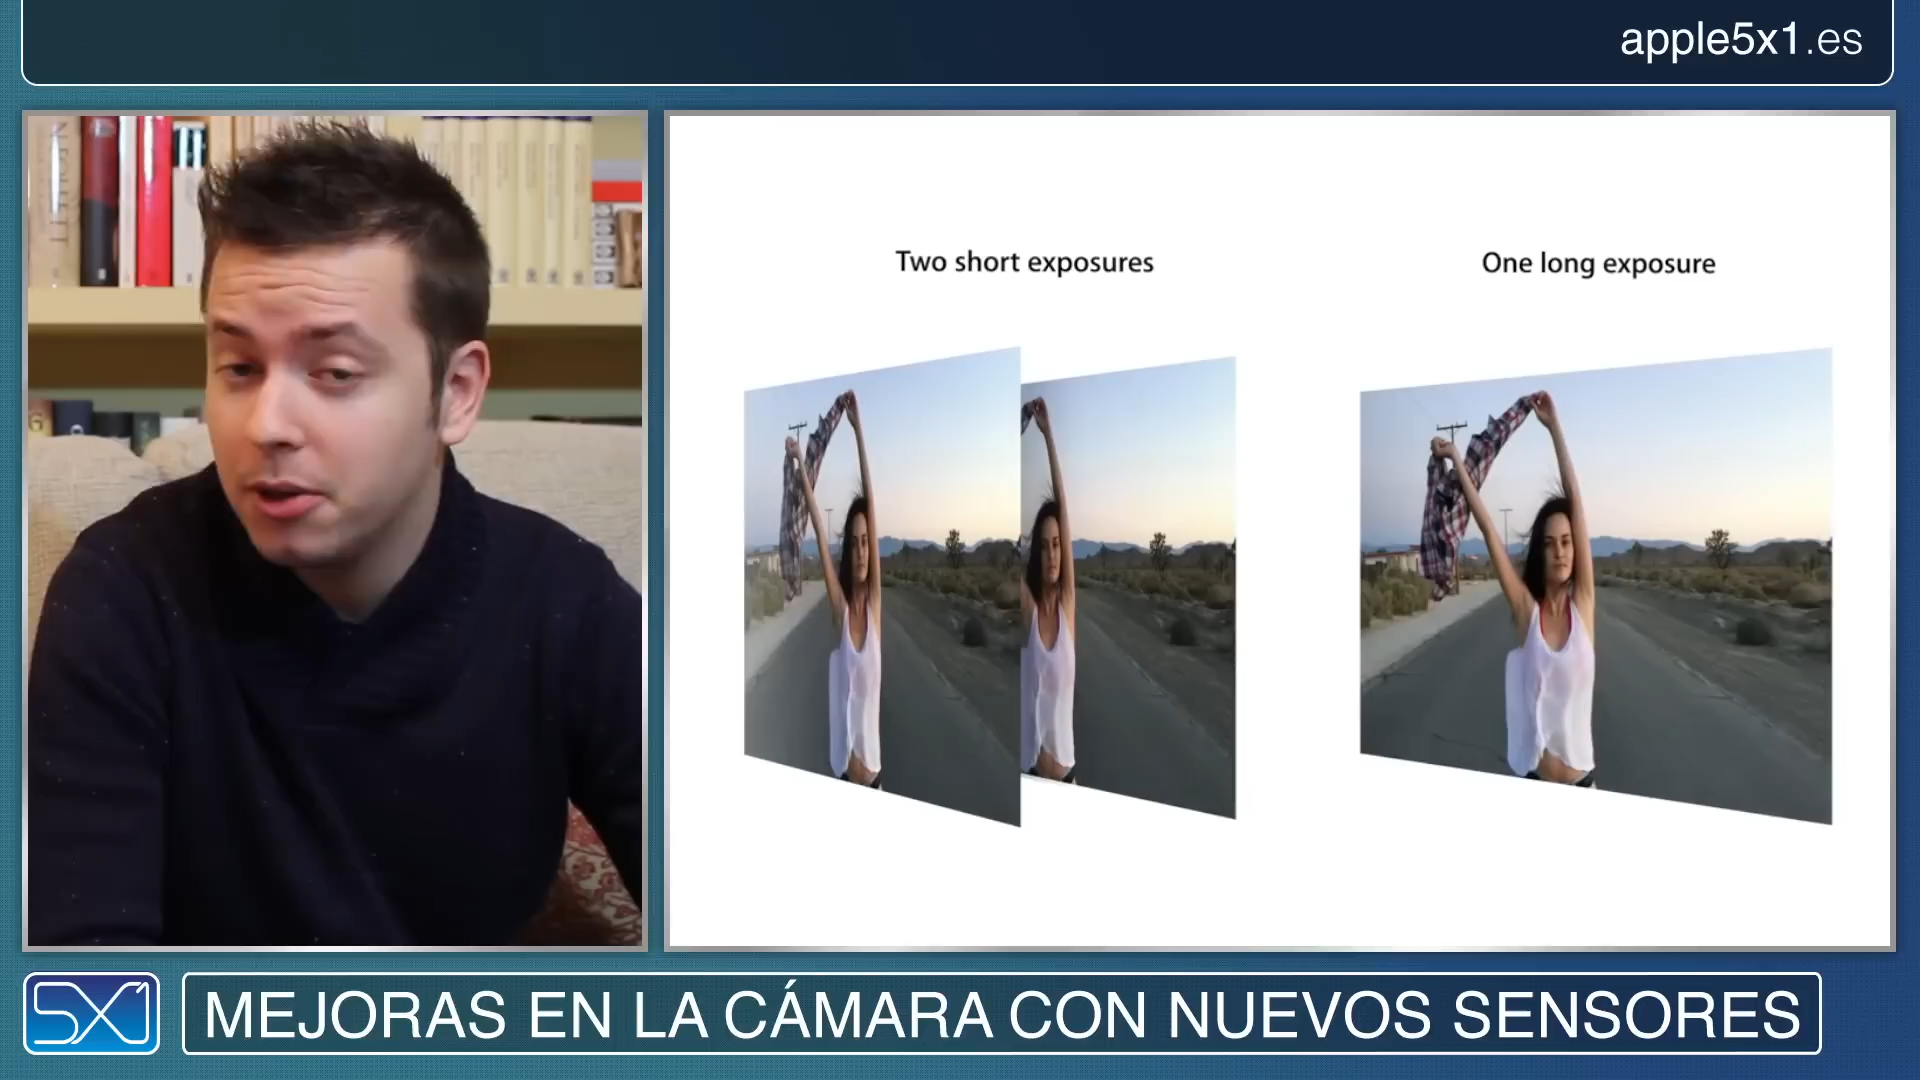 apple5x1.es
Two short exposures
One long exposure
5X1
MEJORAS EN LA CÁMARA CON NUEVOS SENSORES